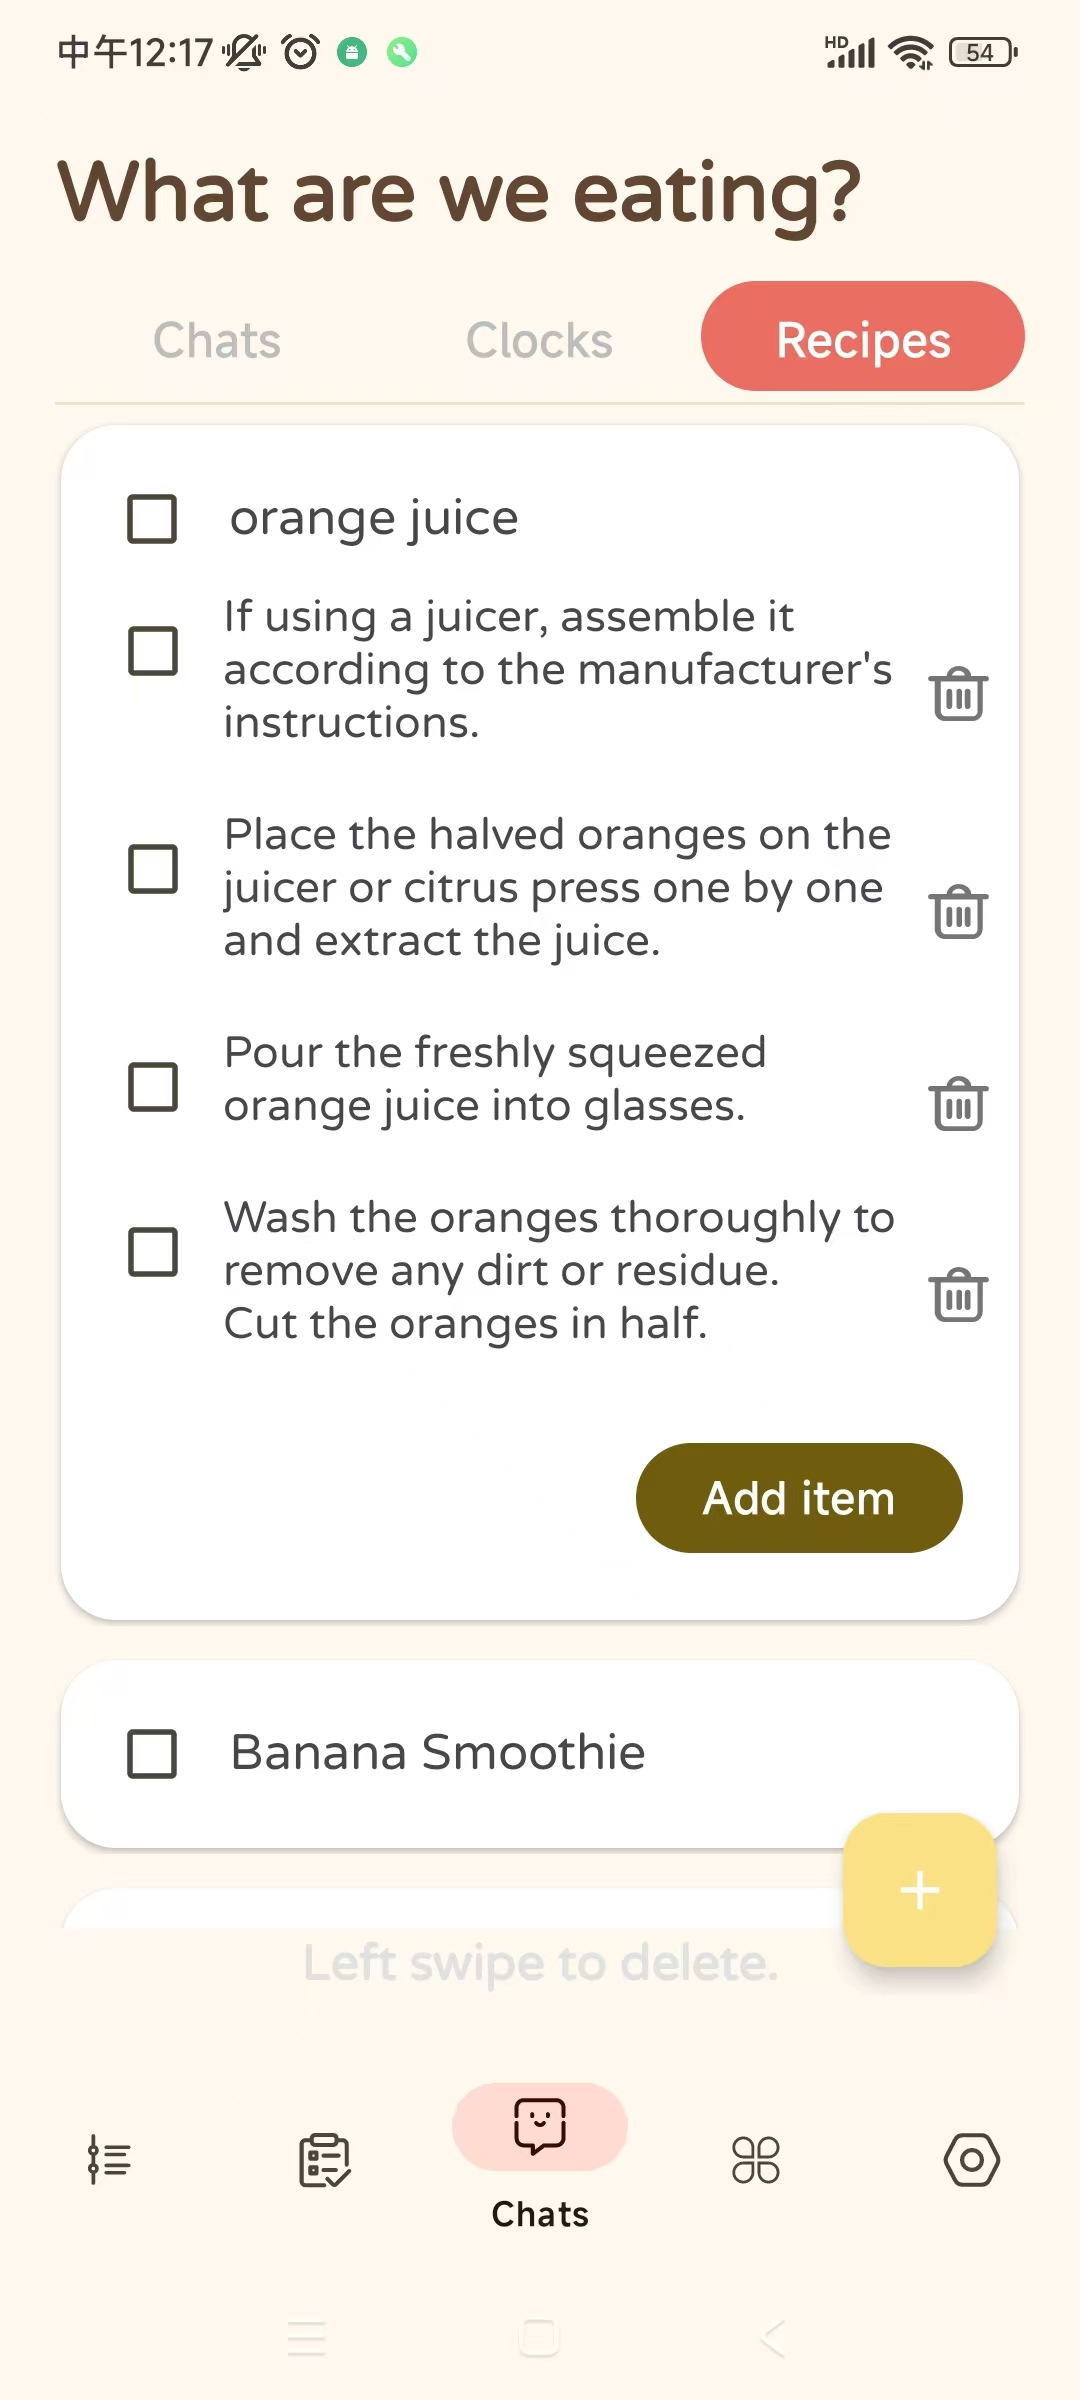 中午12:17
HD
54
What are we eating?
Chats
Clocks
Recipes
orange juice
If using a juicer, assemble it
according to the manufacturer's
instructions.
Place the halved oranges on the
juicer or citrus press one by one
and extract the juice.
Pour the freshly squeezed
orange juice into glasses.
Wash the oranges thoroughly to
remove any dirt or residue.
Cut the oranges in half.
Add item
Banana Smoothie
+
Left swipe to delete.
Chats